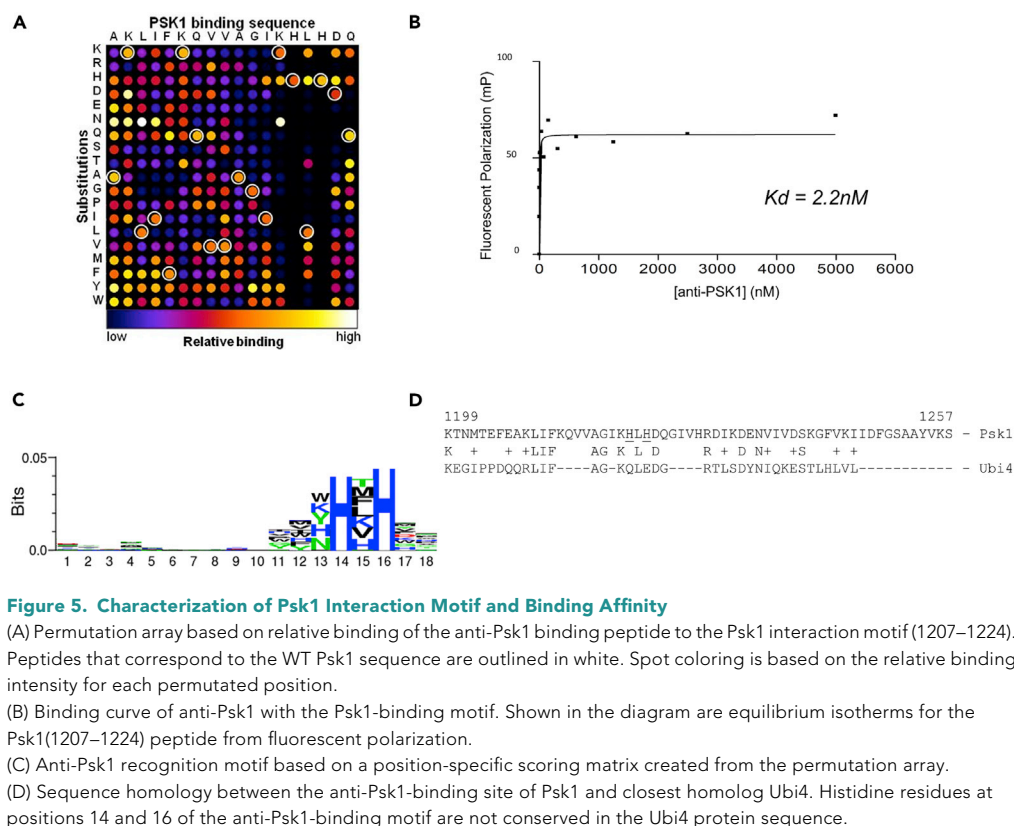 A
PSK1 binding sequence
A K L I F K Q V V A G I K H L H D Q
Substitutions
K
R
H
D
E
N
Q
S
T
A
G
P
I
L
V
M
F
Y
W
low
Relative binding
high
B
Fluorescent Polarization (mP)
100
50
0
Kd = 2.2nM
0 1000 2000 3000 4000 5000 6000
[anti-PSK1] (nM)
C
Bits
0.05
0.0
1 2 3 4 5 6 7 8 9 10 11 12 13 14 15 16 17 18
D
1199 1257
KTNMTEFEAKLIFKQVVAGIKHLHDQGIVHRDIKDENVIVDSKGFVKIIDFGSAAYVKS – Psk1
K + + +LIF AG K L D R + D N+ +S + +
KEGIPPDQQRLIF----AG-KQLEDG----RTLSDYNIQKESTLHLVL----------- – Ubi4
Figure 5. Characterization of Psk1 Interaction Motif and Binding Affinity
(A) Permutation array based on relative binding of the anti-Psk1 binding peptide to the Psk1 interaction motif (1207–1224).
Peptides that correspond to the WT Psk1 sequence are outlined in white. Spot coloring is based on the relative binding
intensity for each permutated position.
(B) Binding curve of anti-Psk1 with the Psk1-binding motif. Shown in the diagram are equilibrium isotherms for the
Psk1(1207–1224) peptide from fluorescent polarization.
(C) Anti-Psk1 recognition motif based on a position-specific scoring matrix created from the permutation array.
(D) Sequence homology between the anti-Psk1-binding site of Psk1 and closest homolog Ubi4. Histidine residues at
positions 14 and 16 of the anti-Psk1-binding motif are not conserved in the Ubi4 protein sequence.